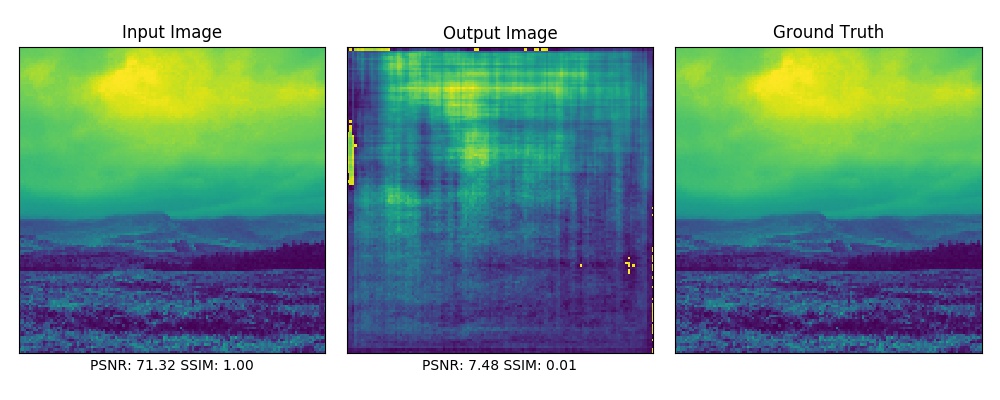 Input Image
Output Image
Ground Truth
PSNR: 71.32 SSIM: 1.00
PSNR: 7.48 SSIM: 0.01